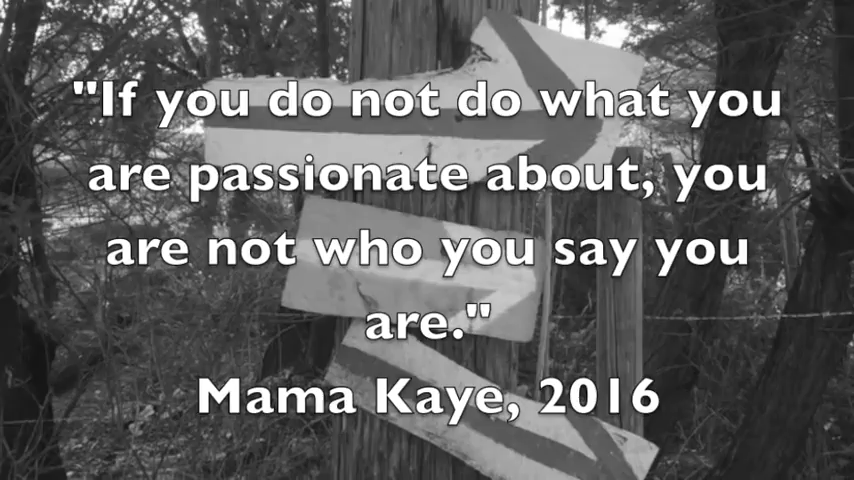 "If you do not do what you
are passionate about, you
are not who you say you
are."
Mama Kaye, 2016